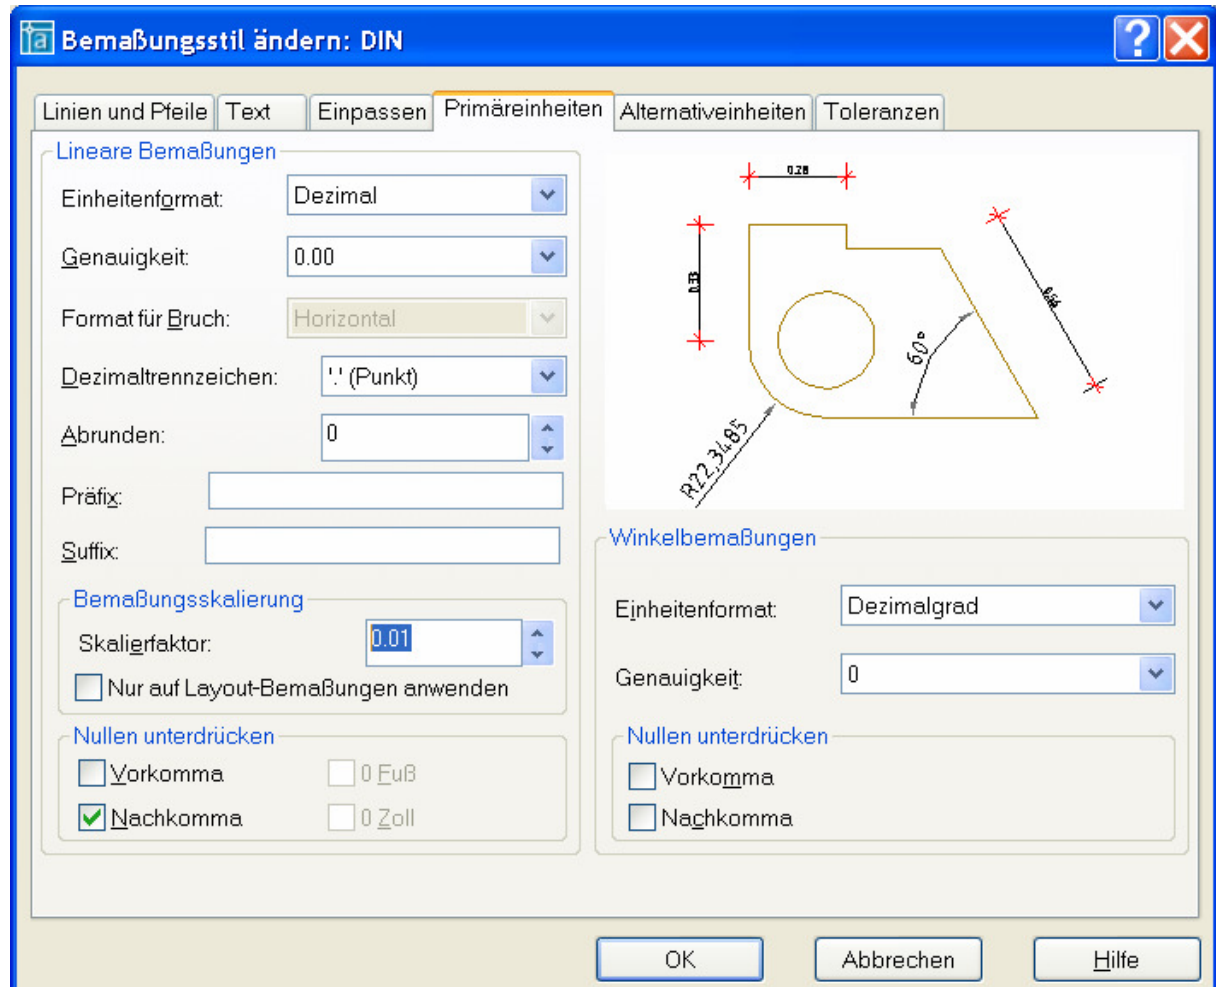 Bemaßungsstil ändern: DIN
Linien und Pfeile Text Einpassen Primäreinheiten Alternativeinheiten Toleranzen
Lineare Bemaßungen
Einheitenformat: Dezimal
Genauigkeit: 0.00
Format für Bruch: Horizontal
Dezimaltrennzeichen: '.' (Punkt)
Abrunden: 0
Präfix:
Suffix:
Bemaßungsskalierung
Skalierfaktor: 0.01
Nur auf Layout-Bemaßungen anwenden
Nullen unterdrücken
Vorkomma 0 Fuß
Nachkomma 0 Zoll
0.28
0.33
0.56
60°
R22,3485
Winkelbemaßungen
Einheitenformat: Dezimalgrad
Genauigkeit: 0
Nullen unterdrücken
Vorkomma
Nachkomma
OK Abbrechen Hilfe